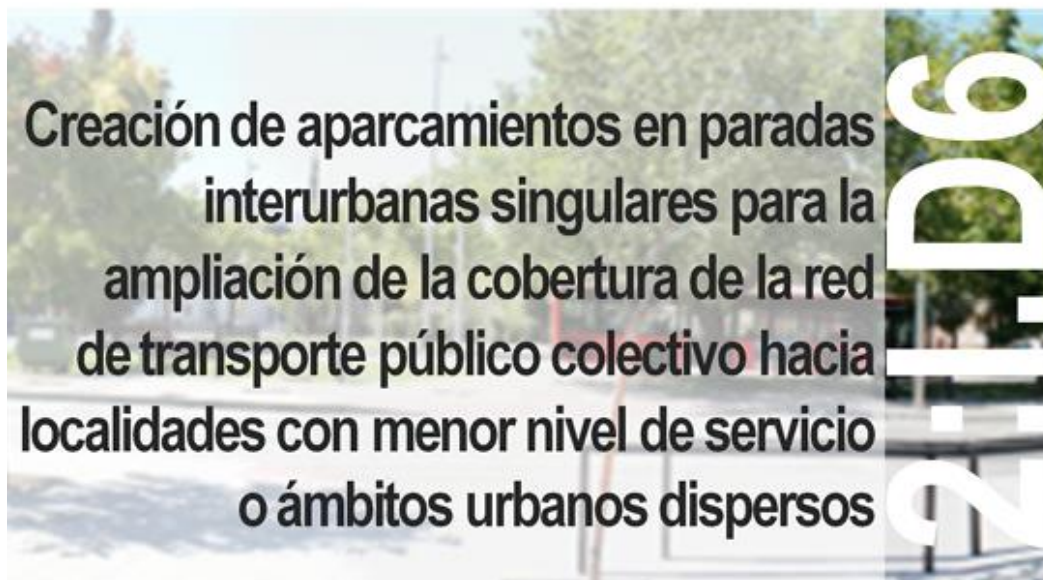 Creación de aparcamientos en paradas
interurbanas singulares para la
ampliación de la cobertura de la red
de transporte público colectivo hacia
localidades con menor nivel de servicio
o ámbitos urbanos dispersos
2.I.D6